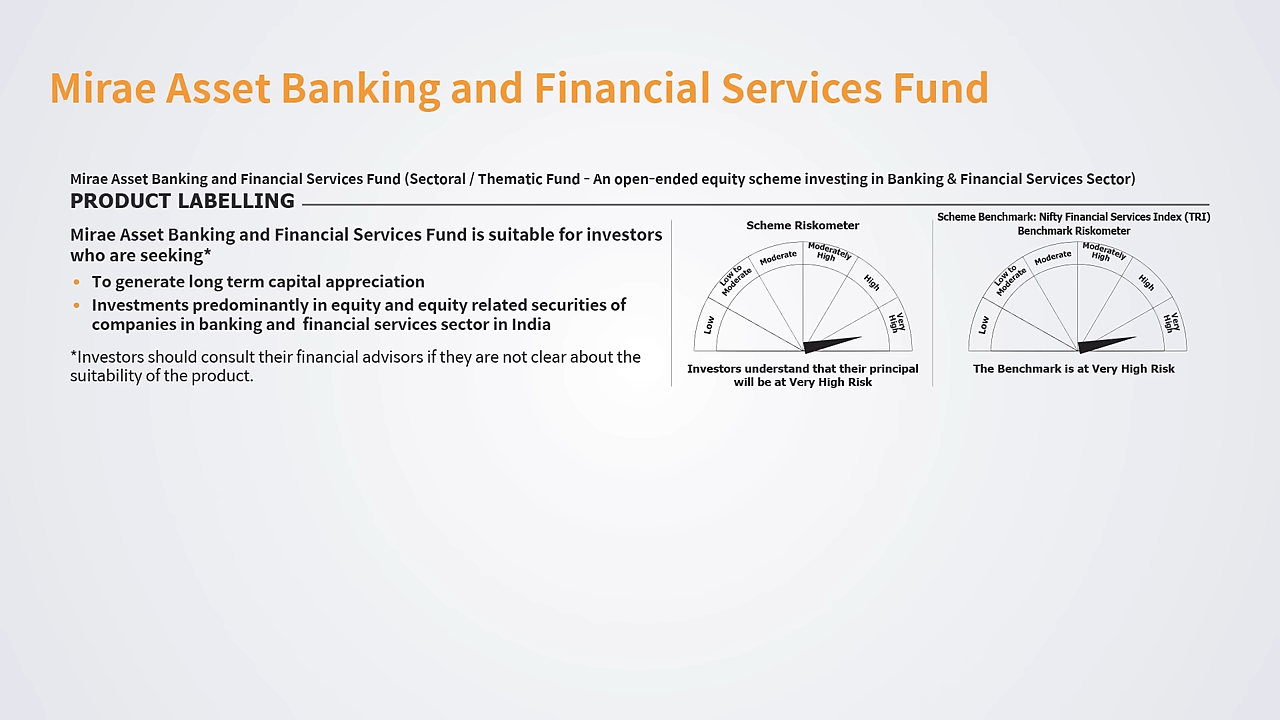 Mirae Asset Banking and Financial Services Fund
Mirae Asset Banking and Financial Services Fund (Sectoral / Thematic Fund - An open-ended equity scheme investing in Banking & Financial Services Sector)
PRODUCT LABELLING
Mirae Asset Banking and Financial Services Fund is suitable for investors
who are seeking*
• To generate long term capital appreciation
• Investments predominantly in equity and equity related securities of
companies in banking and financial services sector in India
*Investors should consult their financial advisors if they are not clear about the
suitability of the product.
Scheme Riskometer
Low
Low to
Moderate
Moderate
Moderately
High
High
Very
High
Investors understand that their principal
will be at Very High Risk
Scheme Benchmark: Nifty Financial Services Index (TRI)
Benchmark Riskometer
Low
Low to
Moderate
Moderate
Moderately
High
High
Very
High
The Benchmark is at Very High Risk